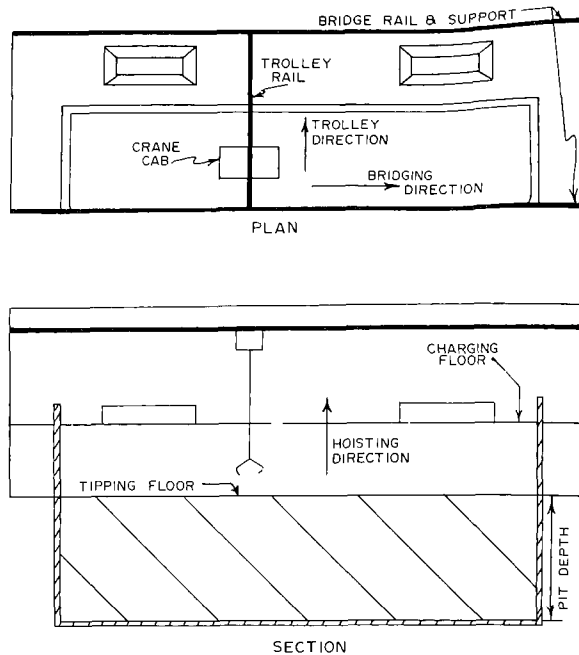 BRIDGE RAIL & SUPPORT
TROLLEY
RAIL
CRANE
CAB
TROLLEY
DIRECTION
BRIDGING
DIRECTION
PLAN
CHARGING
FLOOR
HOISTING
DIRECTION
TIPPING FLOOR
PIT DEPTH
SECTION